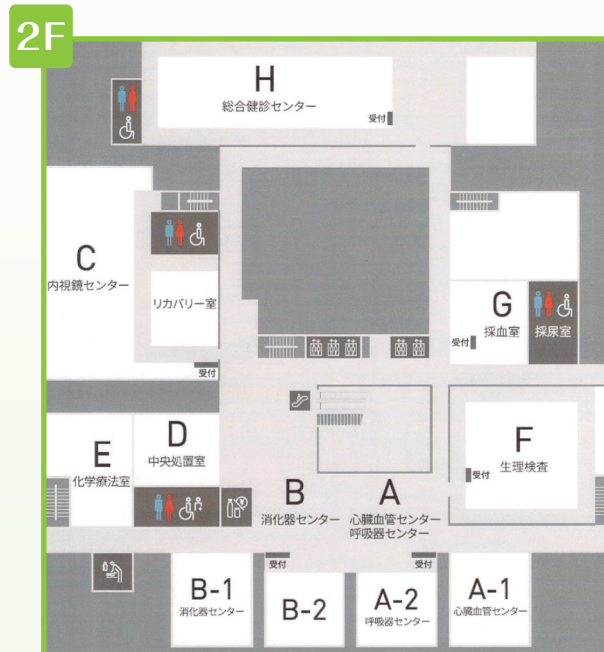 2F
H
総合健診センター
受付
C
内視鏡センター
リカバリー室
受付
G
採血室
受付
採尿室
D
中央処置室
E
化学療法室
F
生理検査
受付
B
消化器センター
A
心臓血管センター
呼吸器センター
受付
受付
B-1
消化器センター
B-2
A-2
呼吸器センター
A-1
心臓血管センター